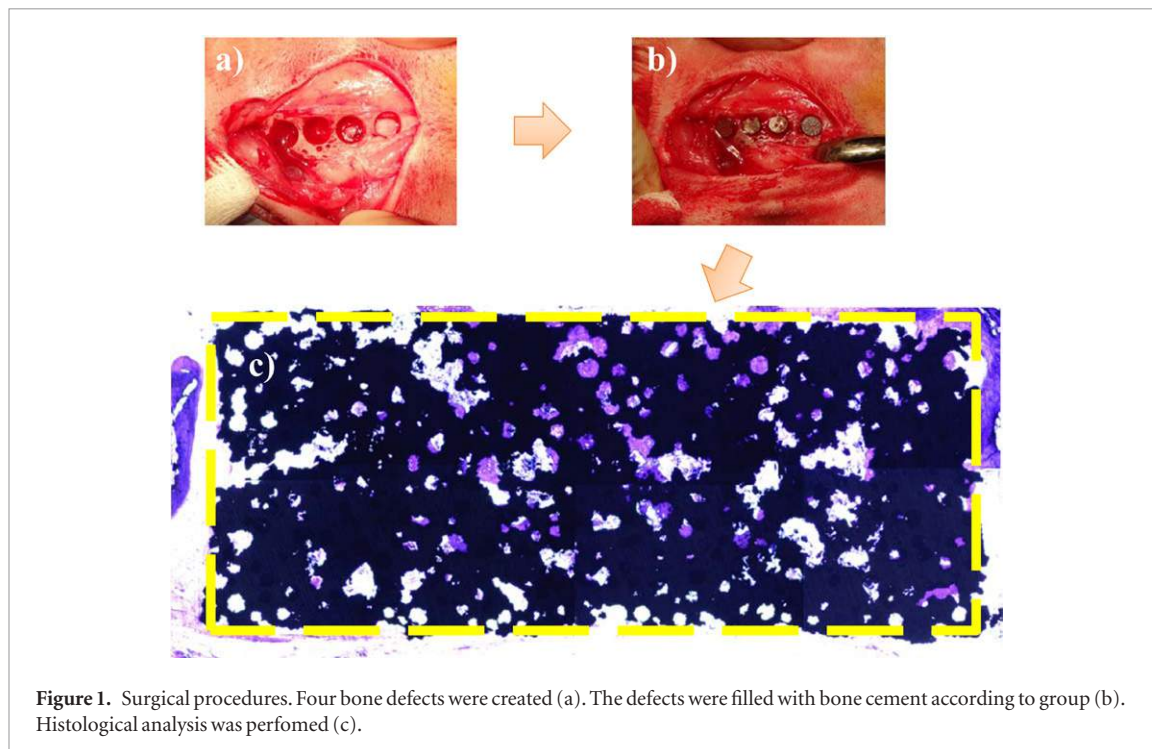 a)
b)
c)
Figure 1. Surgical procedures. Four bone defects were created (a). The defects were filled with bone cement according to group (b).
Histological analysis was perfomed (c).